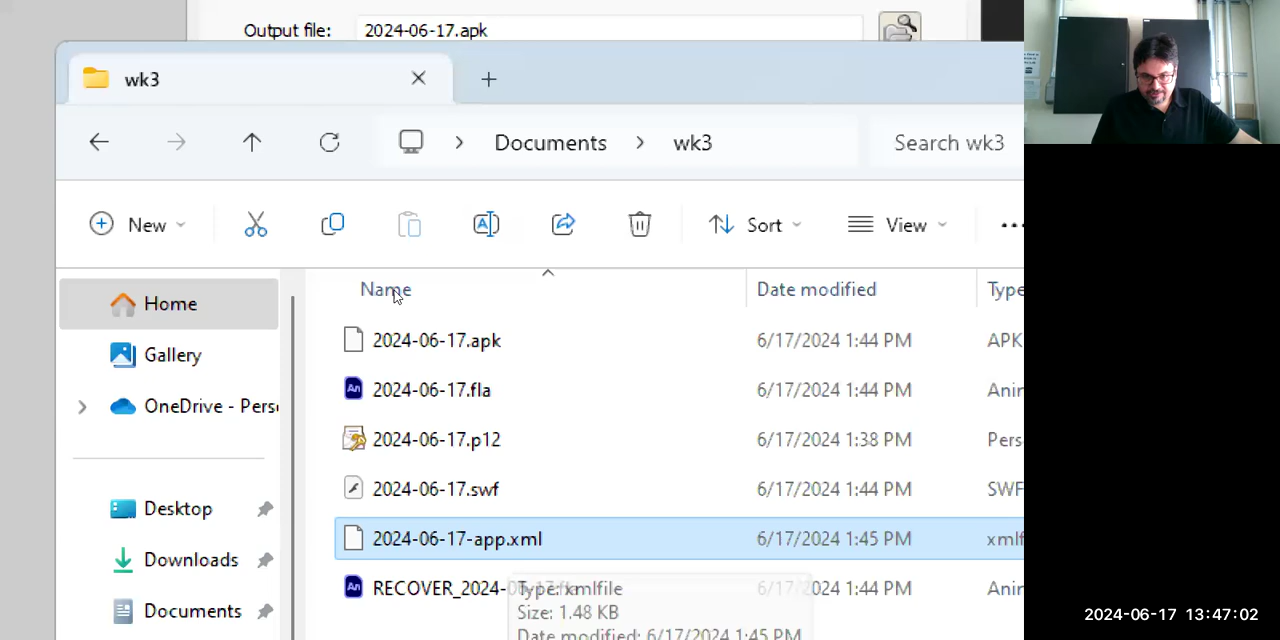 Output file: 2024-06-17.apk
wk3
Documents > wk3
Search wk3
New
Sort
View
Name
Date modified
Type
Home
2024-06-17.apk 6/17/2024 1:44 PM APK
Gallery
2024-06-17.fla 6/17/2024 1:44 PM Anir
OneDrive - Pers
2024-06-17.p12 6/17/2024 1:38 PM Pers
Desktop
2024-06-17.swf 6/17/2024 1:44 PM SWF
Downloads
2024-06-17-app.xml 6/17/2024 1:45 PM xmlf
Documents
RECOVER_2024-06-17.fla 6/17/2024 1:44 PM Anir
Type: xmlfile
Size: 1.48 KB
Date modified: 6/17/2024 1:45 PM
2024-06-17 13:47:02